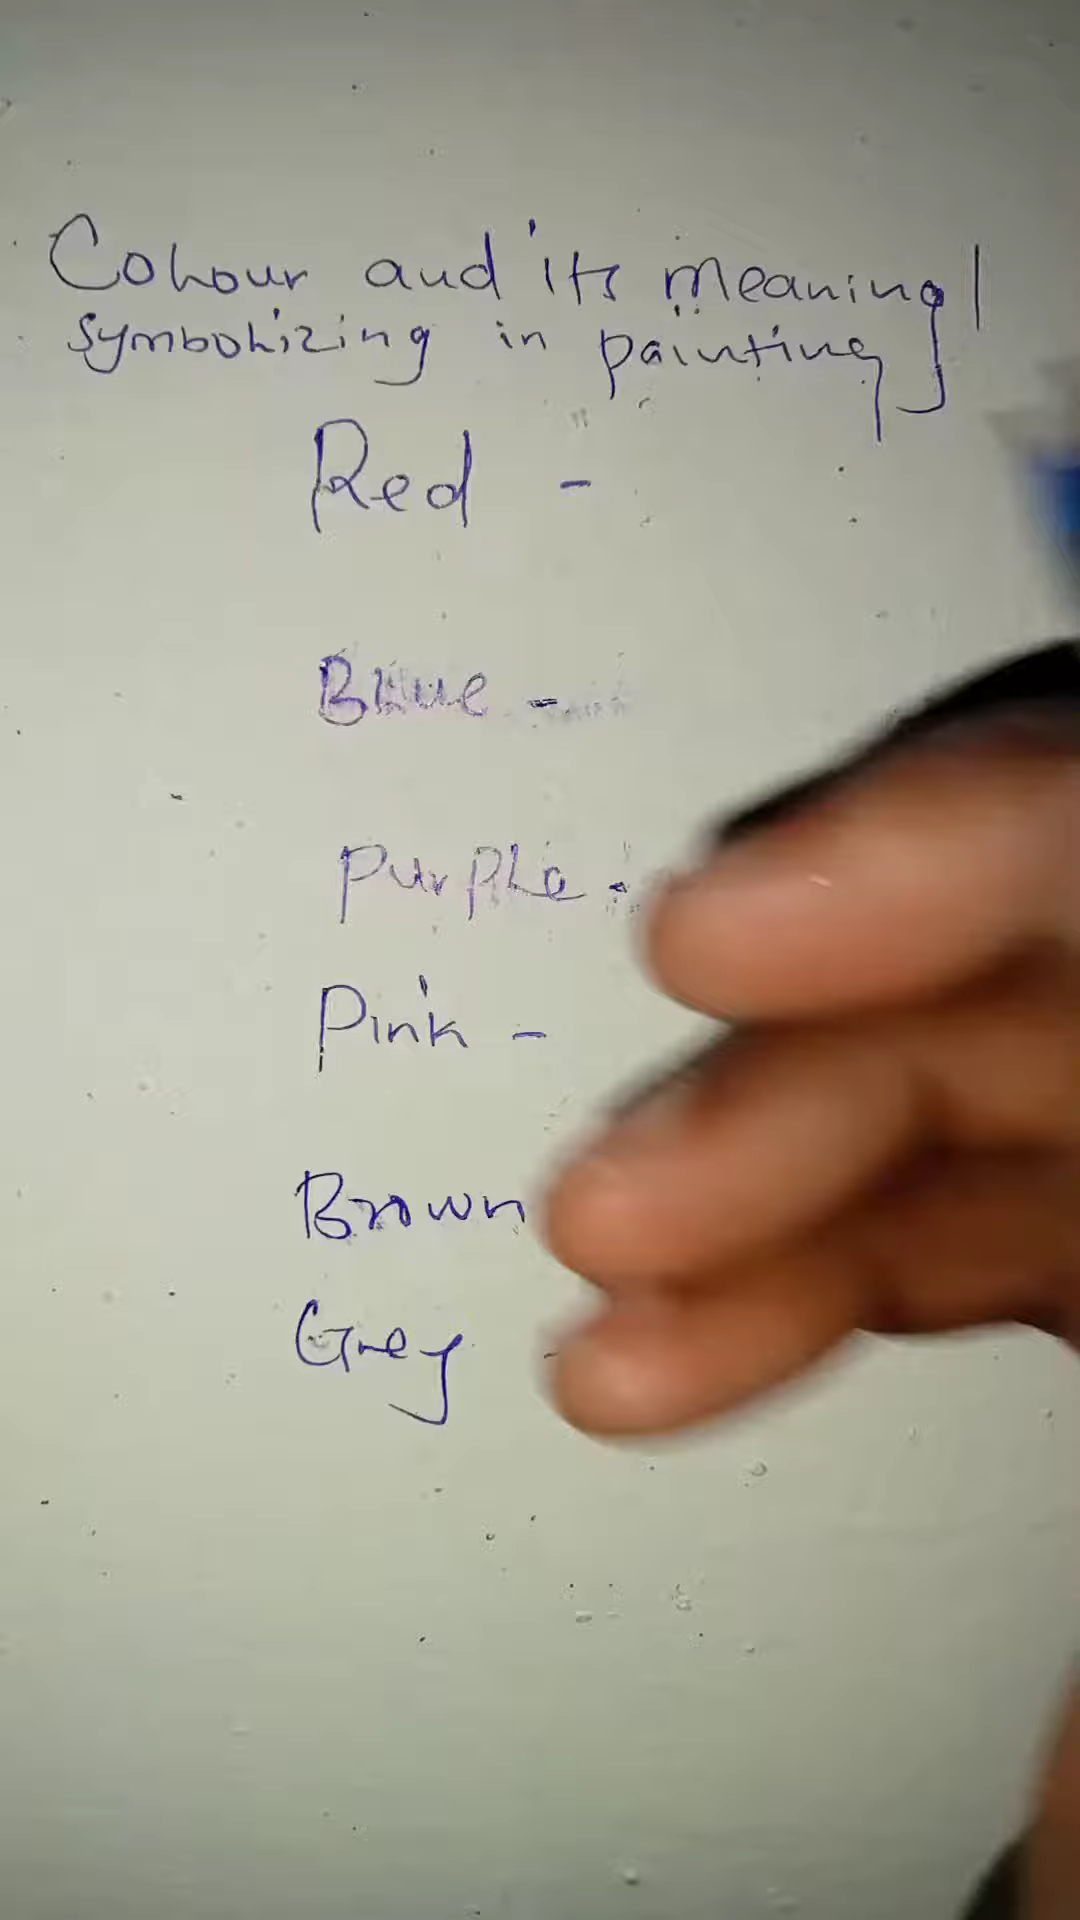 Colour and its meaning/
symbolizing in painting
Red -
Blue -
Purple -
Pink -
Brown
Grey -